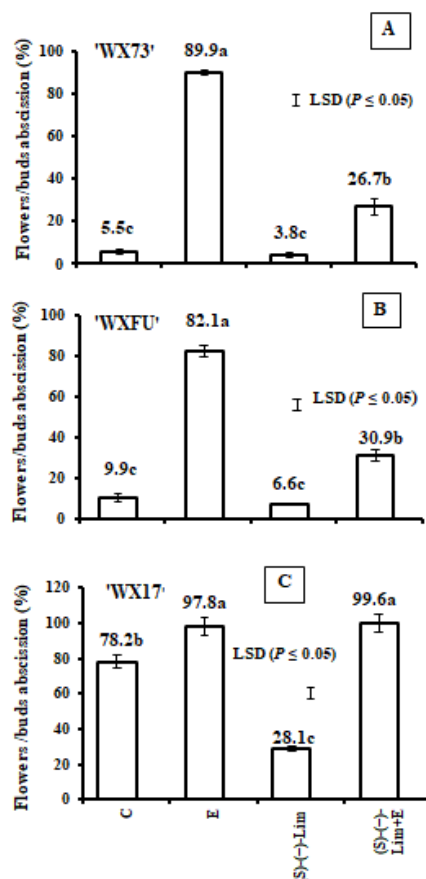 A
'WX73'
89.9a
LSD (P ≤ 0.05)
26.7b
5.5c
3.8c
Flowers/buds abscission (%)
100
80
60
40
20
0
B
'WXFU'
82.1a
LSD (P ≤ 0.05)
30.9b
9.9c
6.6c
Flowers/buds abscission (%)
100
80
60
40
20
0
C
'WX17'
97.8a
99.6a
78.2b
LSD (P ≤ 0.05)
28.1c
Flowers/buds abscission (%)
120
100
80
60
40
20
0
C
E
S)-(−)-Lim
(S)-(−)-
Lim+E